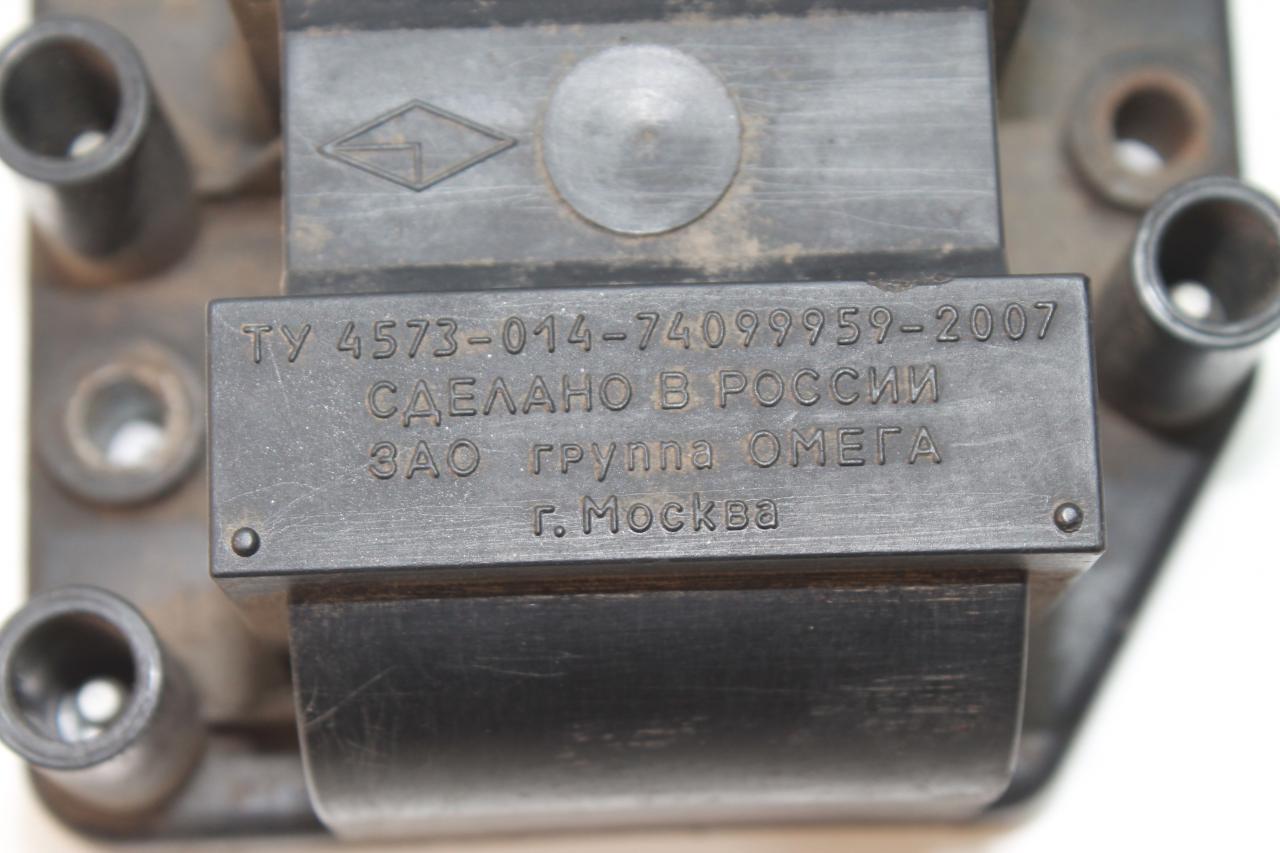 ТУ 4573-014-74099959-2007
СДЕЛАНО В РОССИИ
ЗАО группа ОМЕГА
г. Москва